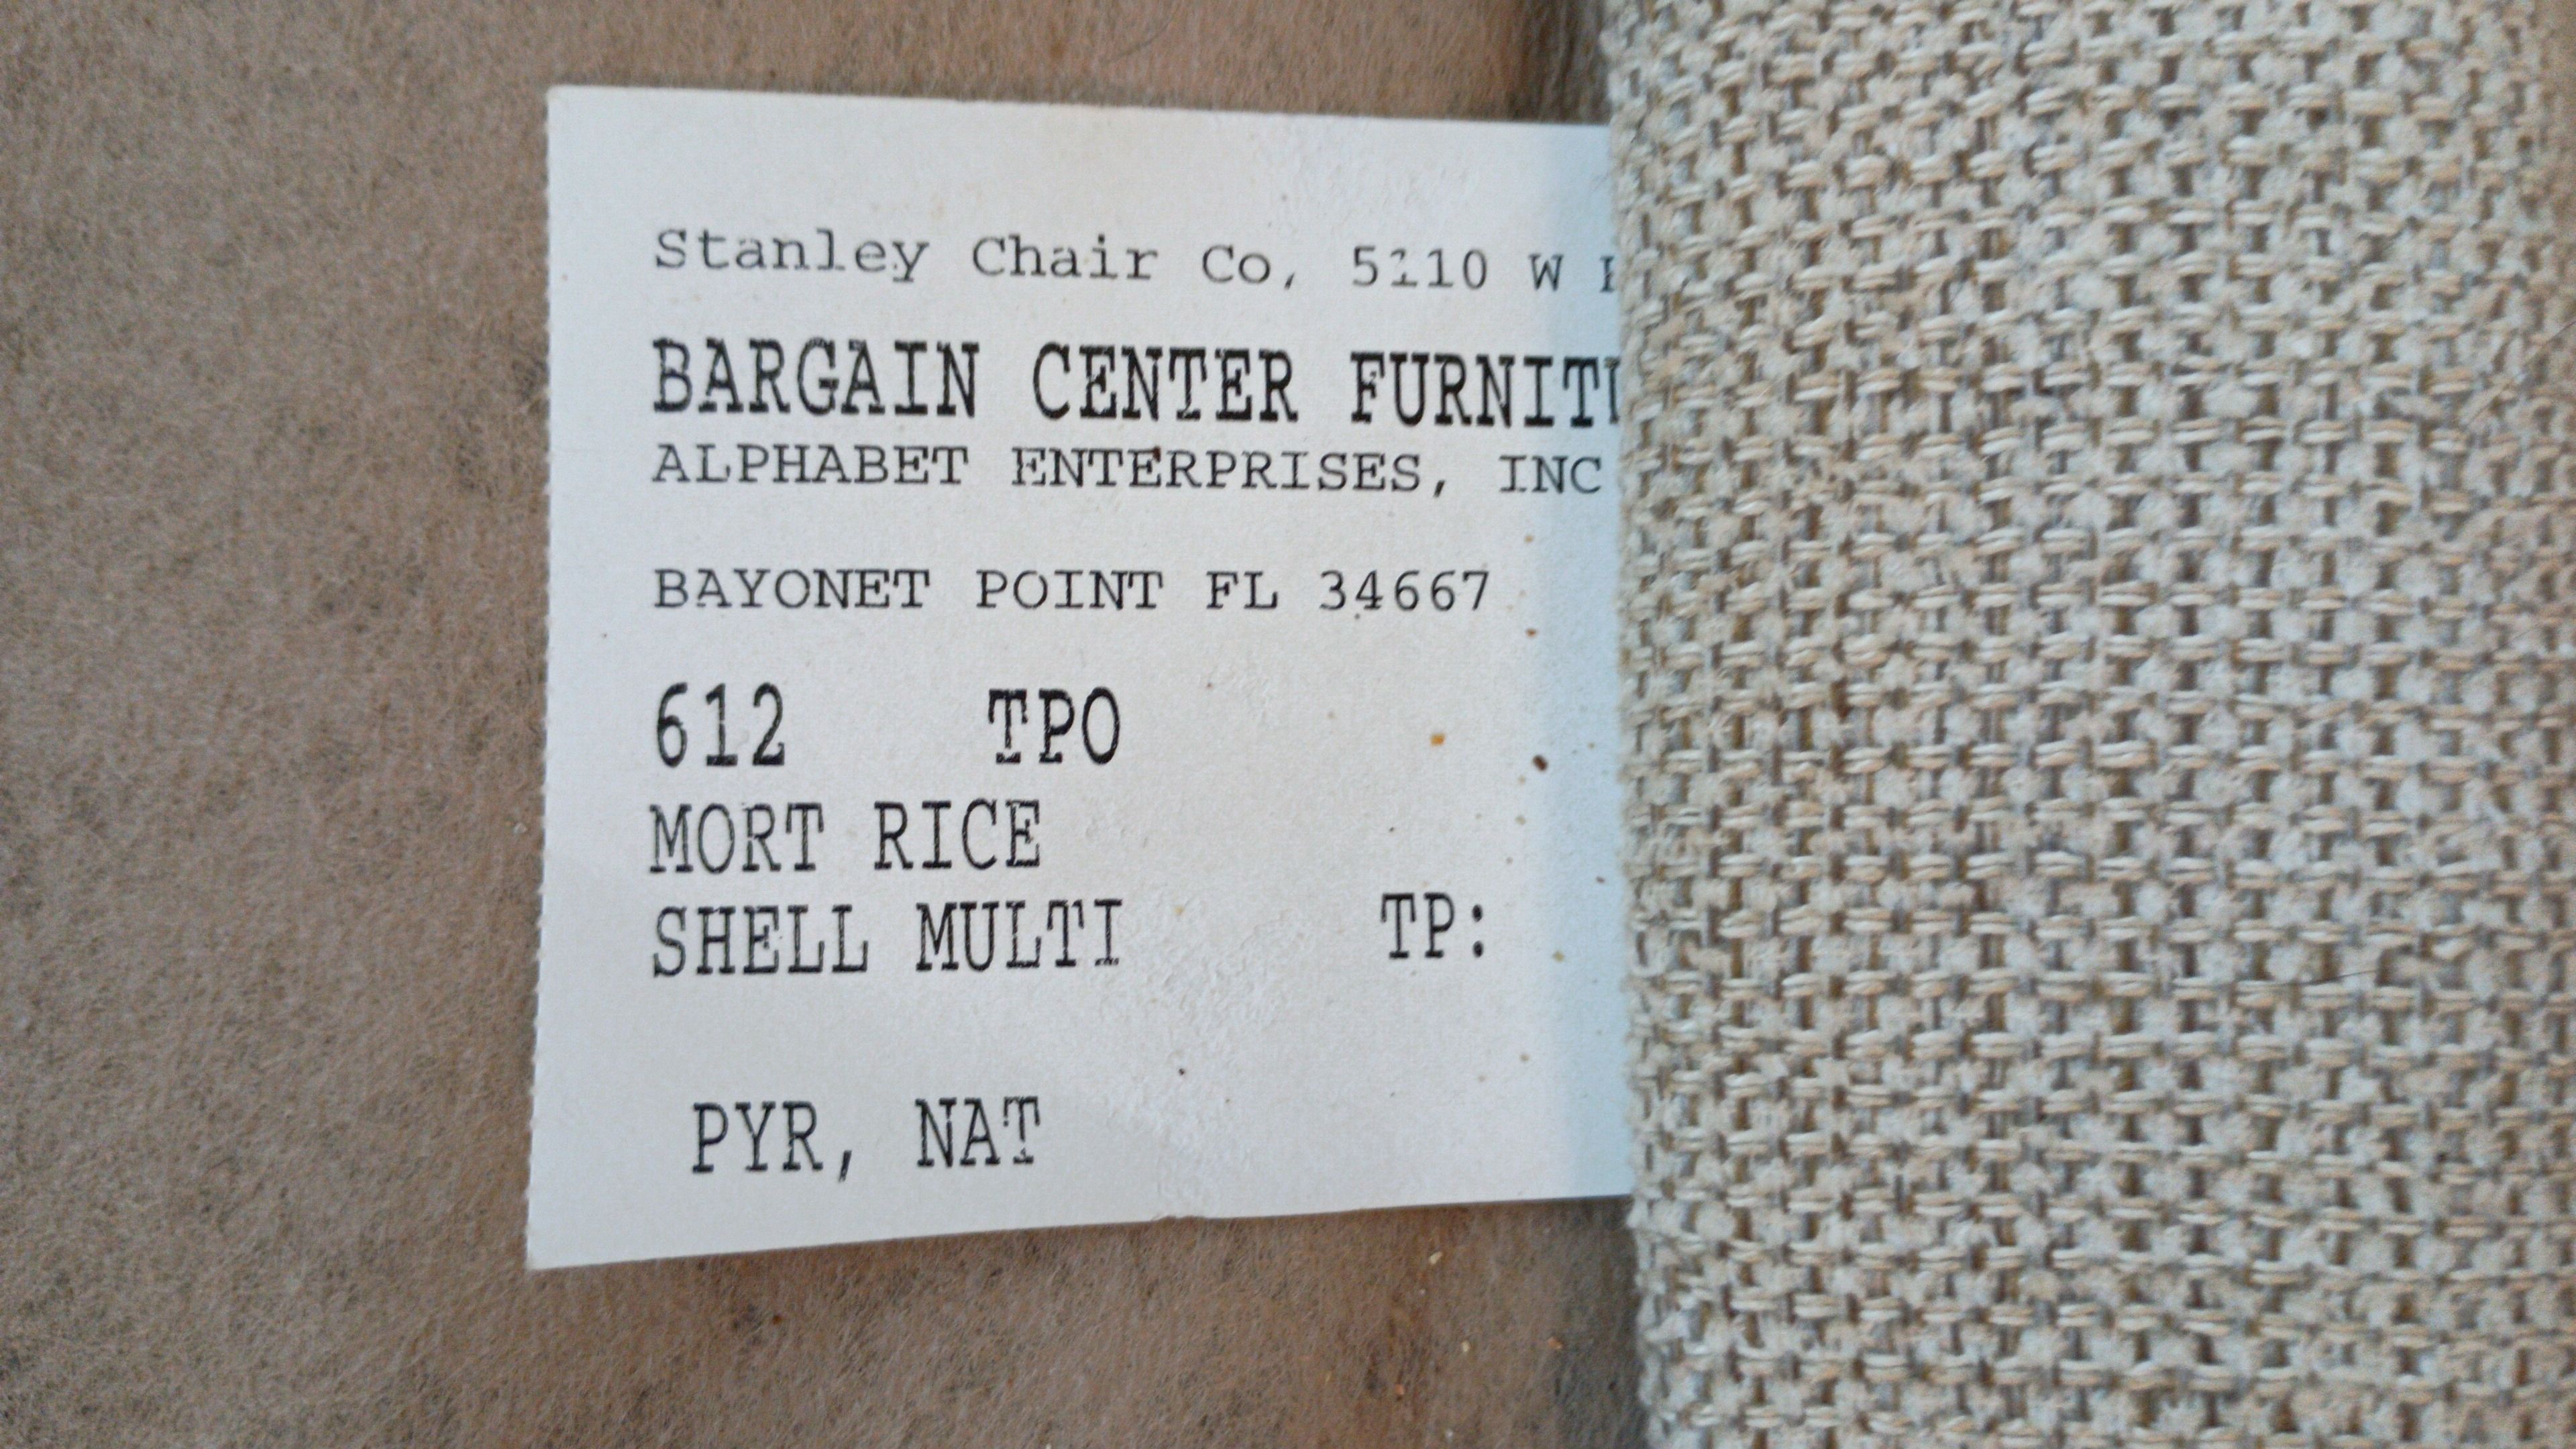 Stanley Chair Co, 5110 W
BARGAIN CENTER FURNITU
ALPHABET ENTERPRISES, INC
BAYONET POINT FL 34667
612 TPO
MORT RICE
SHELL MULTI TP:
PYR, NAT